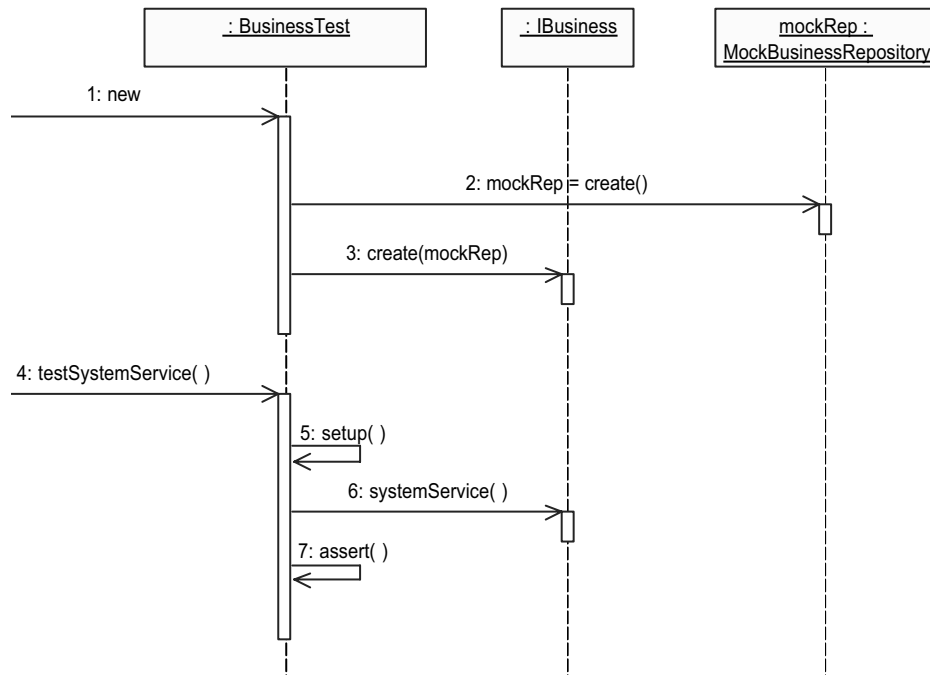 : BusinessTest
: IBusiness
mockRep :
MockBusinessRepository
1: new
2: mockRep = create()
3: create(mockRep)
4: testSystemService( )
5: setup( )
6: systemService( )
7: assert( )